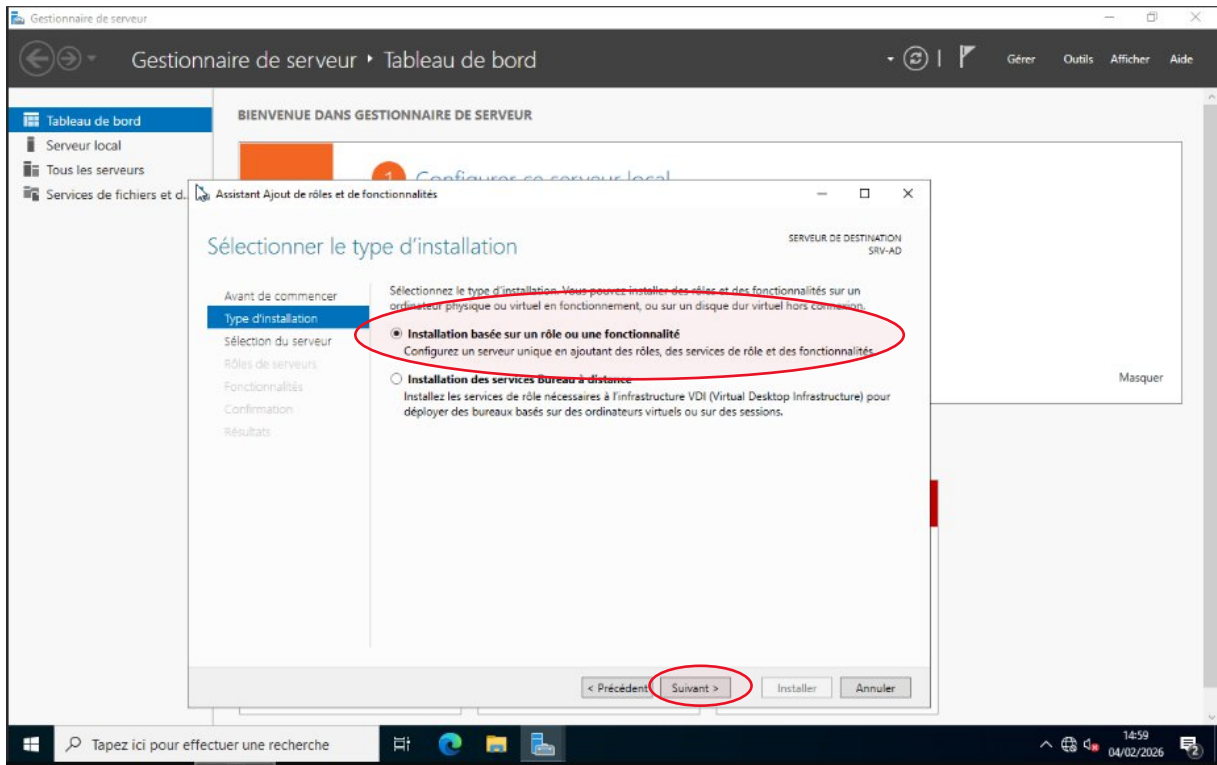 Gestionnaire de serveur
Gestionnaire de serveur ‣ Tableau de bord
Gérer Outils Afficher Aide
Tableau de bord
Serveur local
Tous les serveurs
Services de fichiers et d...
BIENVENUE DANS GESTIONNAIRE DE SERVEUR
1 Configurer ce serveur local
Masquer
Assistant Ajout de rôles et de fonctionnalités
Sélectionner le type d'installation
SERVEUR DE DESTINATION
SRV-AD
Avant de commencer
Type d'installation
Sélection du serveur
Rôles de serveurs
Fonctionnalités
Confirmation
Résultats
Sélectionnez le type d'installation. Vous pouvez installer des rôles et des fonctionnalités sur un
ordinateur physique ou virtuel en fonctionnement, ou sur un disque dur virtuel hors connexion.
Installation basée sur un rôle ou une fonctionnalité
Configurez un serveur unique en ajoutant des rôles, des services de rôle et des fonctionnalités.
Installation des services Bureau à distance
Installez les services de rôle nécessaires à l'infrastructure VDI (Virtual Desktop Infrastructure) pour
déployer des bureaux basés sur des ordinateurs virtuels ou sur des sessions.
< Précédent Suivant > Installer Annuler
Tapez ici pour effectuer une recherche
14:59
04/02/2026
2